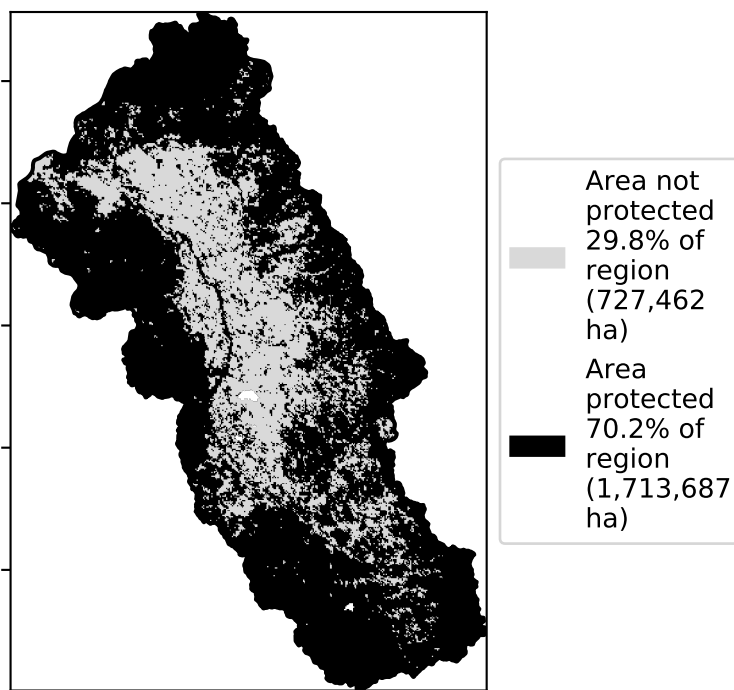 Area not
protected
29.8% of
region
(727,462
ha)
Area
protected
70.2% of
region
(1,713,687
ha)